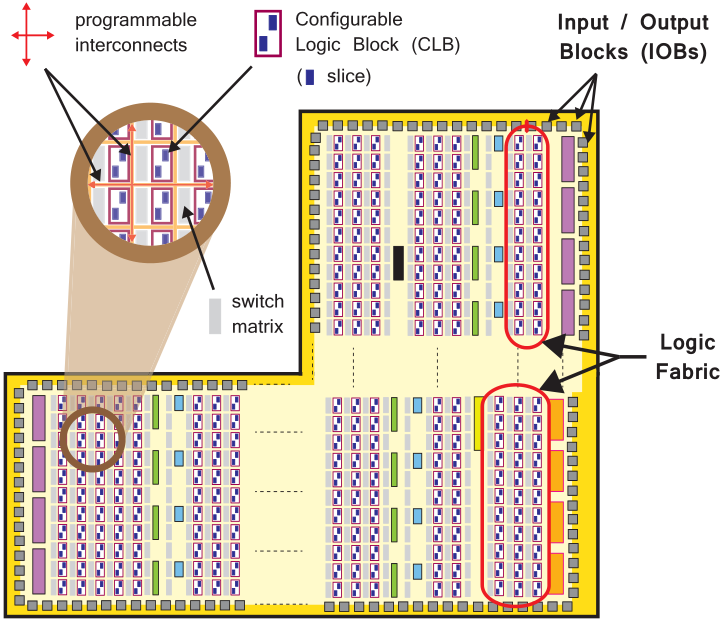 programmable
interconnects
Configurable
Logic Block (CLB)
( slice)
Input / Output
Blocks (IOBs)
switch
matrix
Logic
Fabric